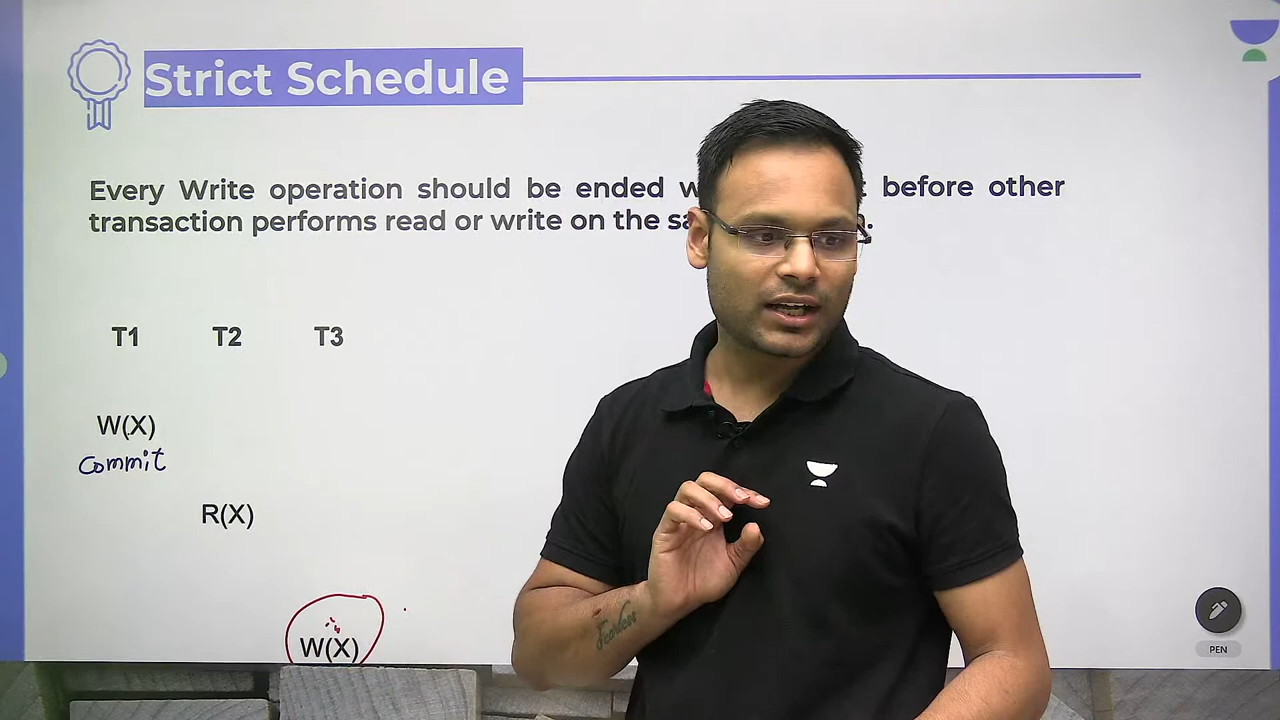 Strict Schedule
Every Write operation should be ended before other
transaction performs read or write on the
T1 T2 T3
W(X)
Commit
R(X)
W(X)
PEN
Fearless